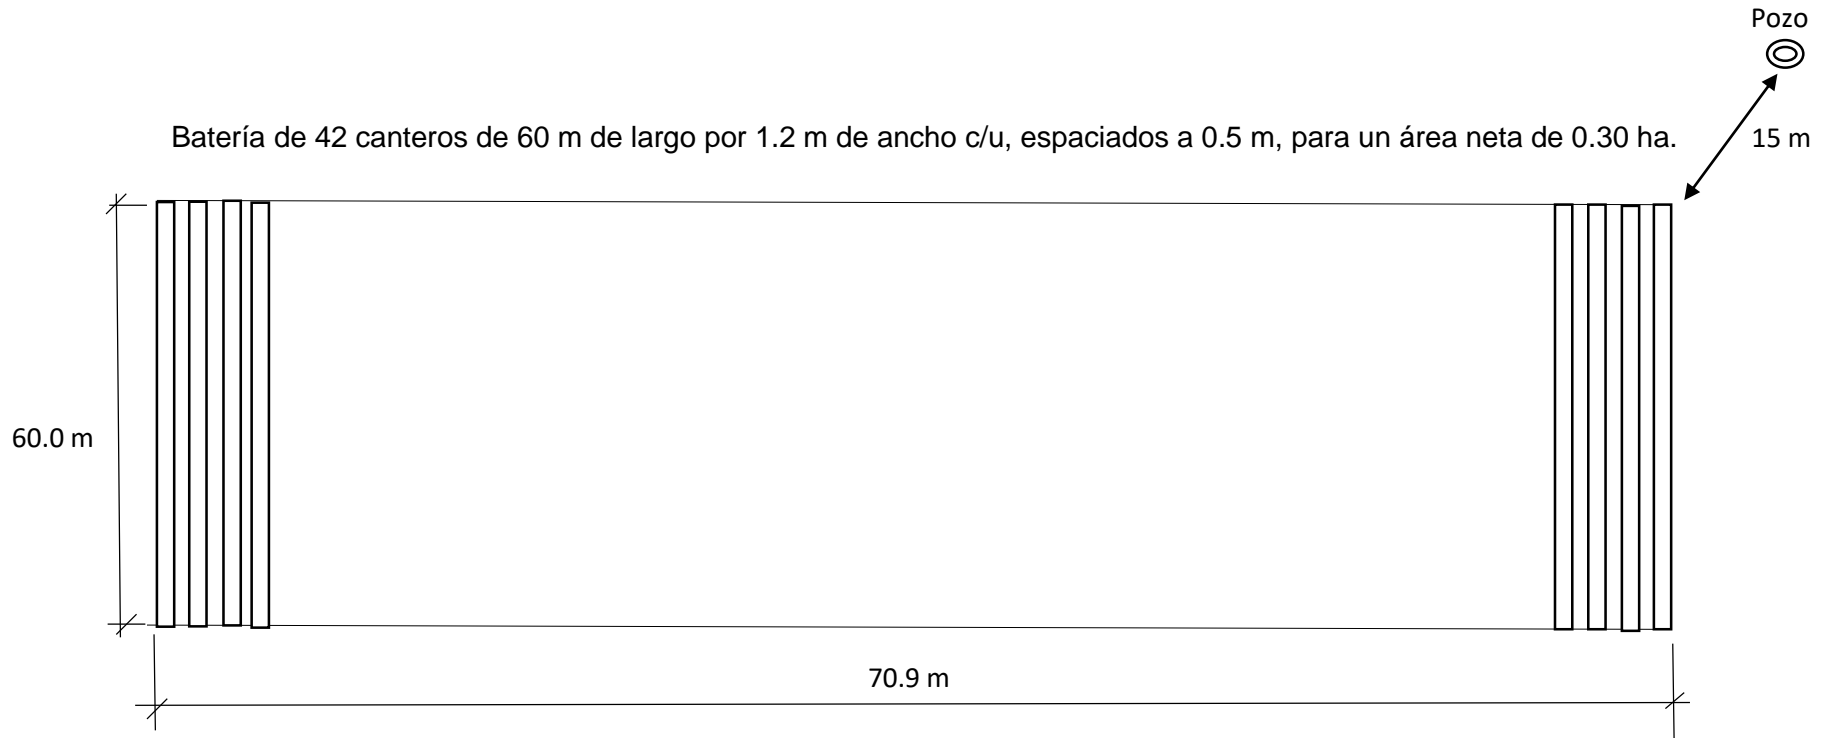 Pozo
Batería de 42 canteros de 60 m de largo por 1.2 m de ancho c/u, espaciados a 0.5 m, para un área neta de 0.30 ha.
15 m
60.0 m
70.9 m